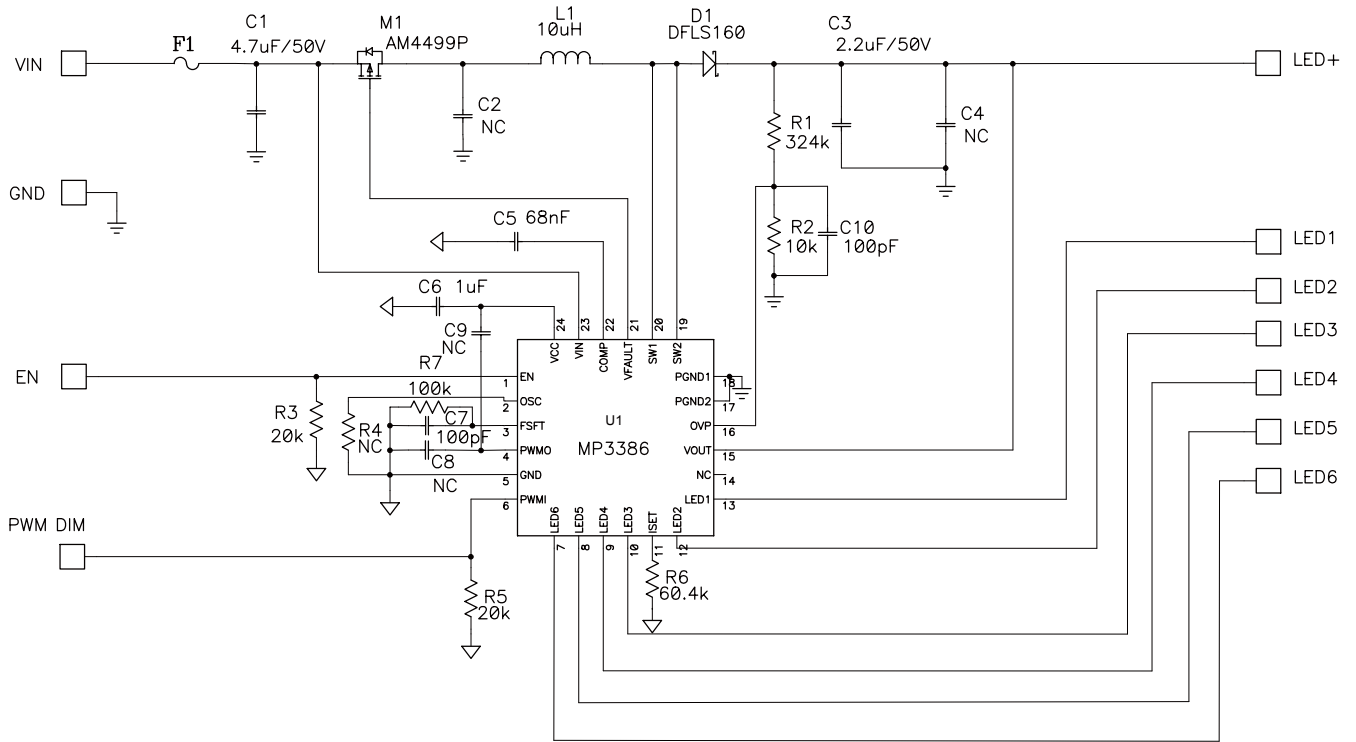 C1
4.7uF/50V
M1
AM4499P
L1
10uH
D1
DFLS160
C3
2.2uF/50V
VIN
F1
LED+
C2
NC
R1
324k
C4
NC
GND
C5 68nF
R2
10k
C10
100pF
LED1
LED2
LED3
LED4
LED5
LED6
C6 1uF
C9
NC
24
23
22
21
20
19
VCC
VIN
COMP
VFAULT
SW1
SW2
EN
R7
100k
R3
20k
R4
NC
C7
100pF
C8
NC
EN
OSC
FSFT
PWMO
GND
PWMI
1
2
3
4
5
6
U1
MP3386
PGND1
PGND2
OVP
VOUT
NC
LED1
18
17
16
15
14
13
LED6
LED5
LED4
LED3
ISET
LED2
7
8
9
10
11
12
PWM DIM
R5
20k
R6
60.4k